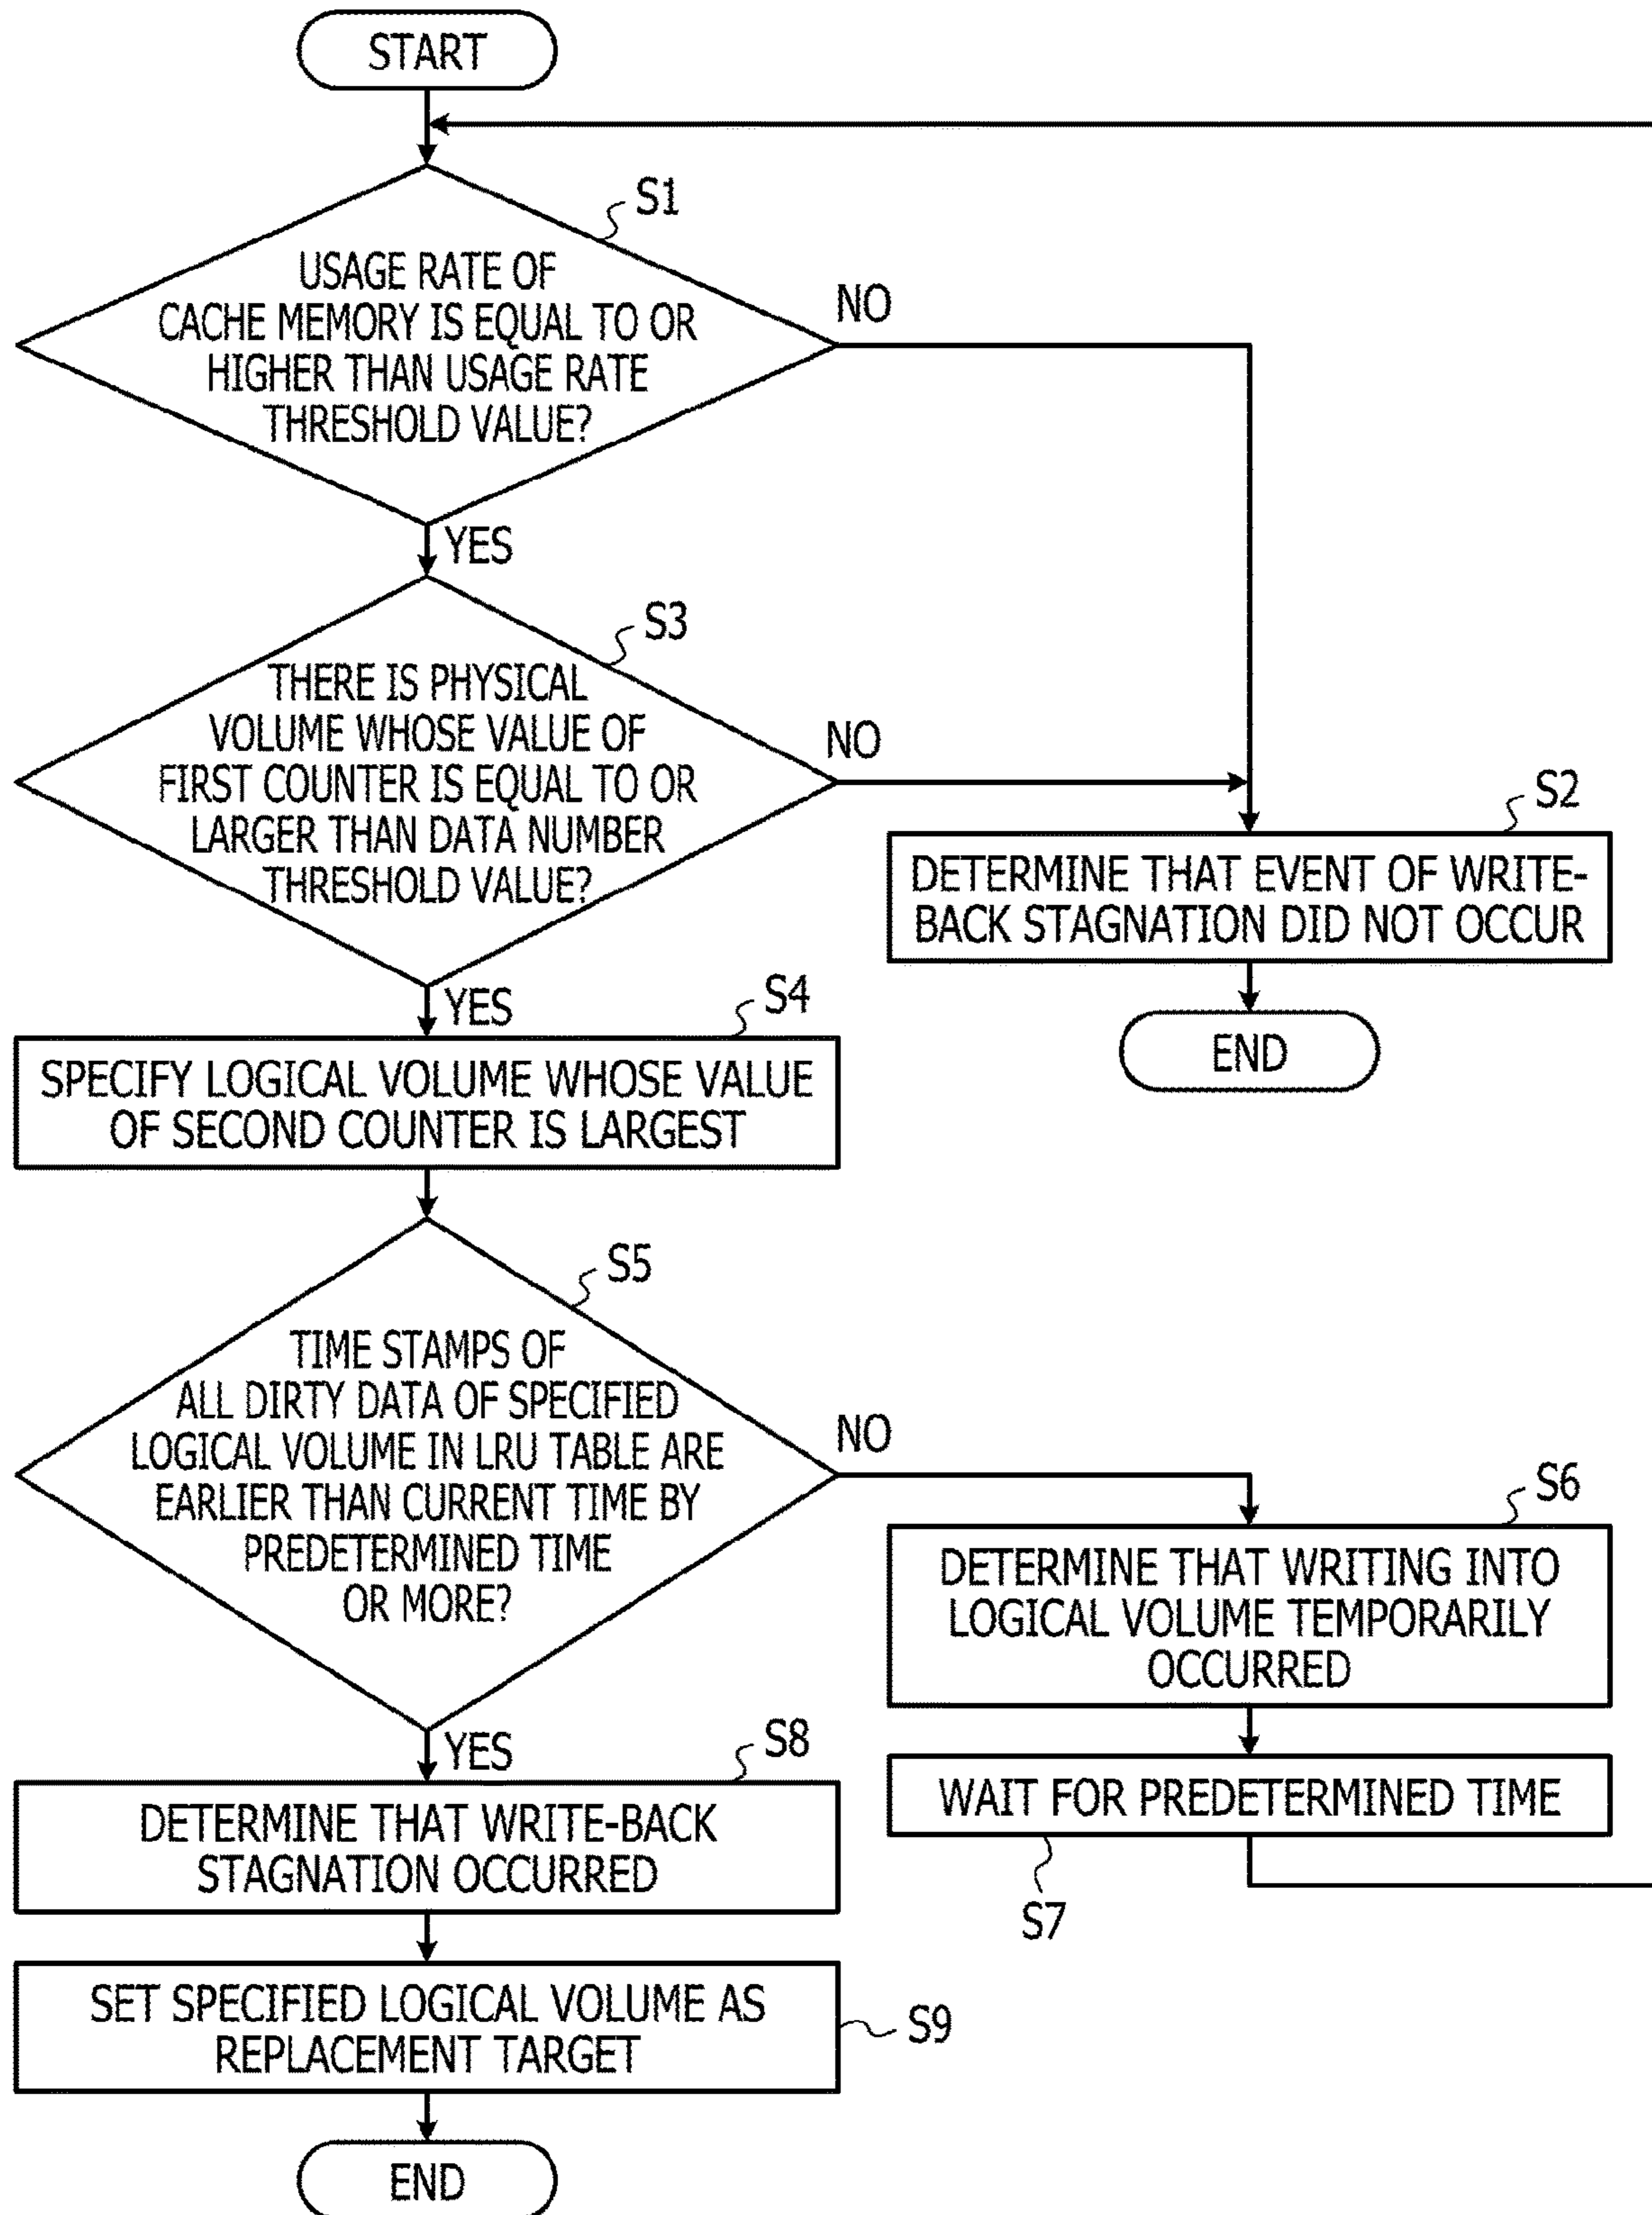 START
S1
USAGE RATE OF
CACHE MEMORY IS EQUAL TO OR
HIGHER THAN USAGE RATE
THRESHOLD VALUE?
NO
YES
S3
THERE IS PHYSICAL
VOLUME WHOSE VALUE OF
FIRST COUNTER IS EQUAL TO OR
LARGER THAN DATA NUMBER
THRESHOLD VALUE?
NO
S2
DETERMINE THAT EVENT OF WRITE-
BACK STAGNATION DID NOT OCCUR
END
YES
S4
SPECIFY LOGICAL VOLUME WHOSE VALUE
OF SECOND COUNTER IS LARGEST
S5
TIME STAMPS OF
ALL DIRTY DATA OF SPECIFIED
LOGICAL VOLUME IN LRU TABLE ARE
EARLIER THAN CURRENT TIME BY
PREDETERMINED TIME
OR MORE?
NO
S6
DETERMINE THAT WRITING INTO
LOGICAL VOLUME TEMPORARILY
OCCURRED
WAIT FOR PREDETERMINED TIME
S7
YES
S8
DETERMINE THAT WRITE-BACK
STAGNATION OCCURRED
SET SPECIFIED LOGICAL VOLUME AS
REPLACEMENT TARGET
S9
END